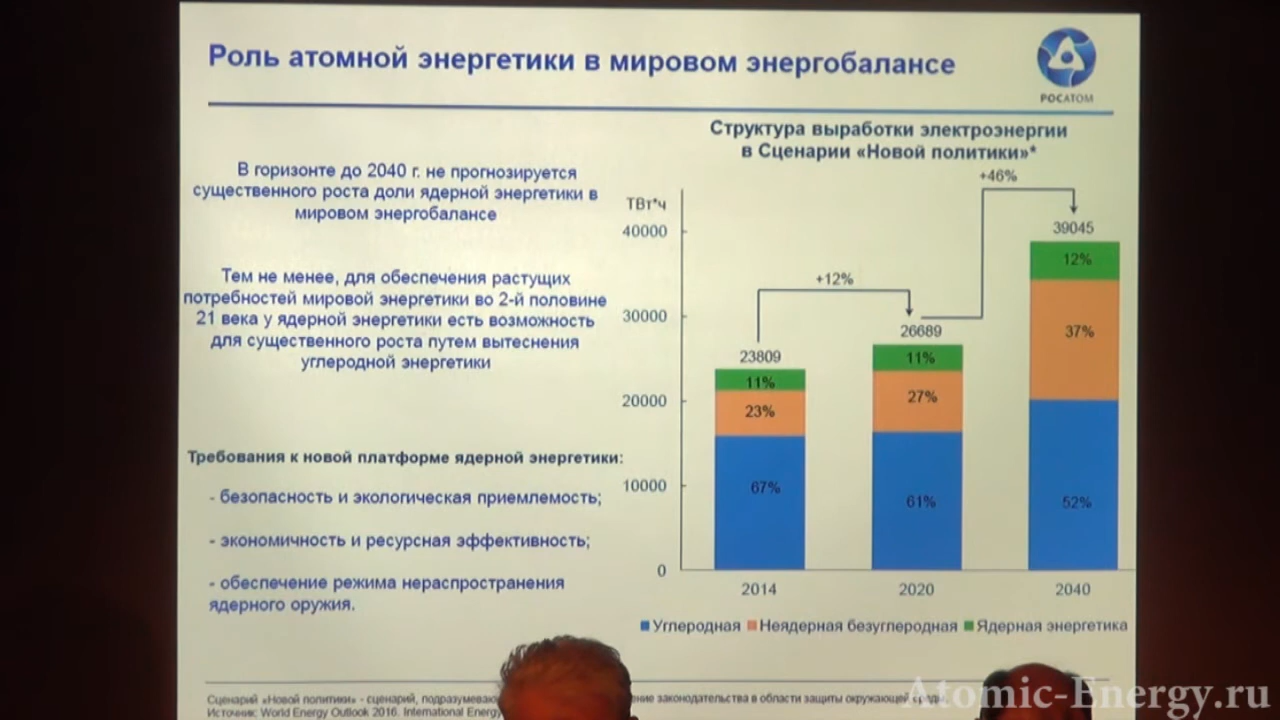 Роль атомной энергетики в мировом энергобалансе
РОСАТОМ
В горизонте до 2040 г. не прогнозируется
существенного роста доли ядерной энергетики в
мировом энергобалансе
Тем не менее, для обеспечения растущих
потребностей мировой энергетики во 2-й половине
21 века у ядерной энергетики есть возможность
для существенного роста путем вытеснения
углеродной энергетики
Требования к новой платформе ядерной энергетики:
- безопасность и экологическая приемлемость;
- экономичность и ресурсная эффективность;
- обеспечение режима нераспространения
ядерного оружия.
Структура выработки электроэнергии
в Сценарии «Новой политики»*
ТВт*ч
+46%
40000
39045
12%
+12%
30000
26689
37%
23809
11%
11%
20000
23%
27%
10000
67%
61%
52%
0
2014
2020
2040
Углеродная
Неядерная безуглеродная
Ядерная энергетика
Сценарий «Новой политики» - сценарий, законодательства в области защиты окружающей
Источник: World Energy Outlook 2016. International Energy
Atomic-Energy.ru